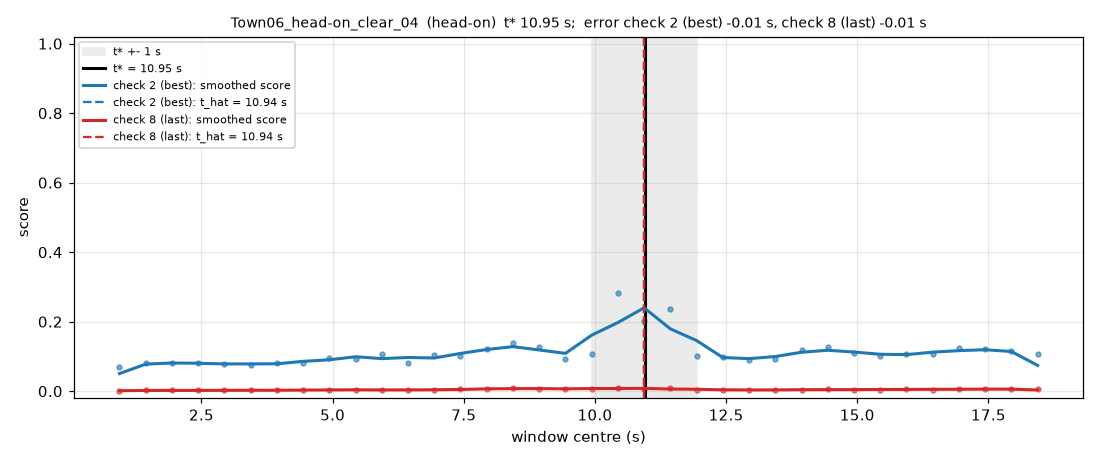 Town06_head-on_clear_04  (head-on)  t* 10.95 s;  error check 2 (best) -0.01 s, check 8 (last) -0.01 s
t* +- 1 s
t* = 10.95 s
check 2 (best): smoothed score
check 2 (best): t_hat = 10.94 s
check 8 (last): smoothed score
check 8 (last): t_hat = 10.94 s
1.0
0.8
0.6
0.4
0.2
0.0
score
2.5 5.0 7.5 10.0 12.5 15.0 17.5
window centre (s)